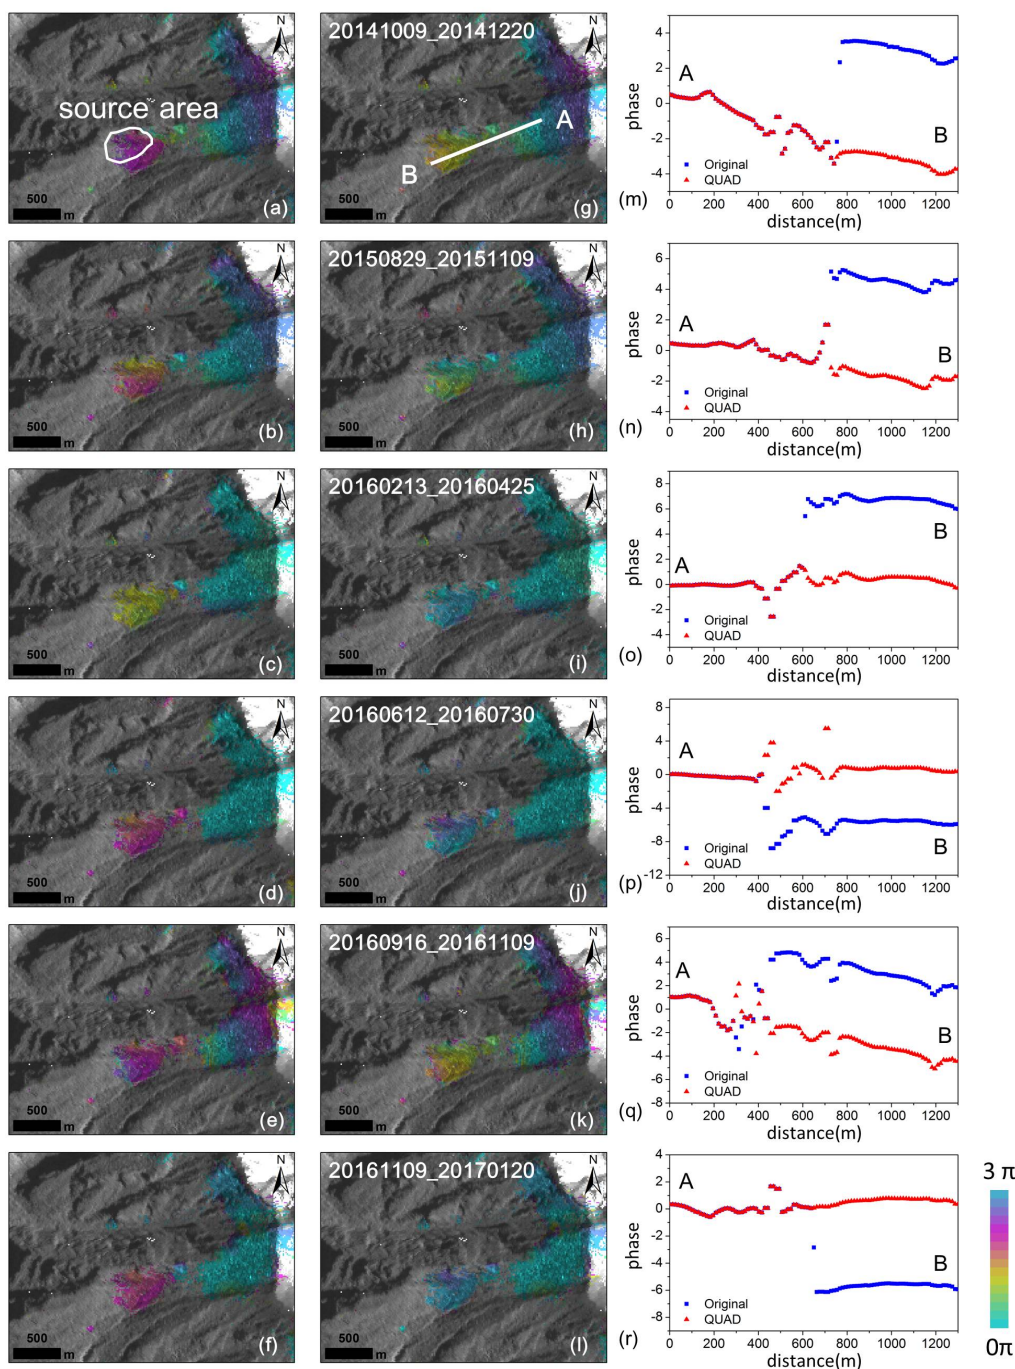 N
source area
500
m
(a)
20141009_20141220
N
A
B
500
m
(g)
phase
4
2
0
-2
-4
A
B
Original
QUAD
0 200 400 600 800 1000 1200
distance(m)
(m)
N
500
m
(b)
20150829_20151109
N
500
m
(h)
phase
6
4
2
0
-2
-4
A
B
Original
QUAD
0 200 400 600 800 1000 1200
distance(m)
(n)
N
500
m
(c)
20160213_20160425
N
500
m
(i)
phase
8
6
4
2
0
-2
-4
A
B
Original
QUAD
0 200 400 600 800 1000 1200
distance(m)
(o)
N
500
m
(d)
20160612_20160730
N
500
m
(j)
phase
8
4
0
-4
-8
-12
A
B
Original
QUAD
0 200 400 600 800 1000 1200
distance(m)
(p)
N
500
m
(e)
20160916_20161109
N
500
m
(k)
phase
6
4
2
0
-2
-4
-6
-8
A
B
Original
QUAD
0 200 400 600 800 1000 1200
distance(m)
(q)
N
500
m
(f)
20161109_20170120
N
500
m
(l)
phase
4
2
0
-2
-4
-6
-8
A
B
Original
QUAD
0 200 400 600 800 1000 1200
distance(m)
(r)
3 π
0π